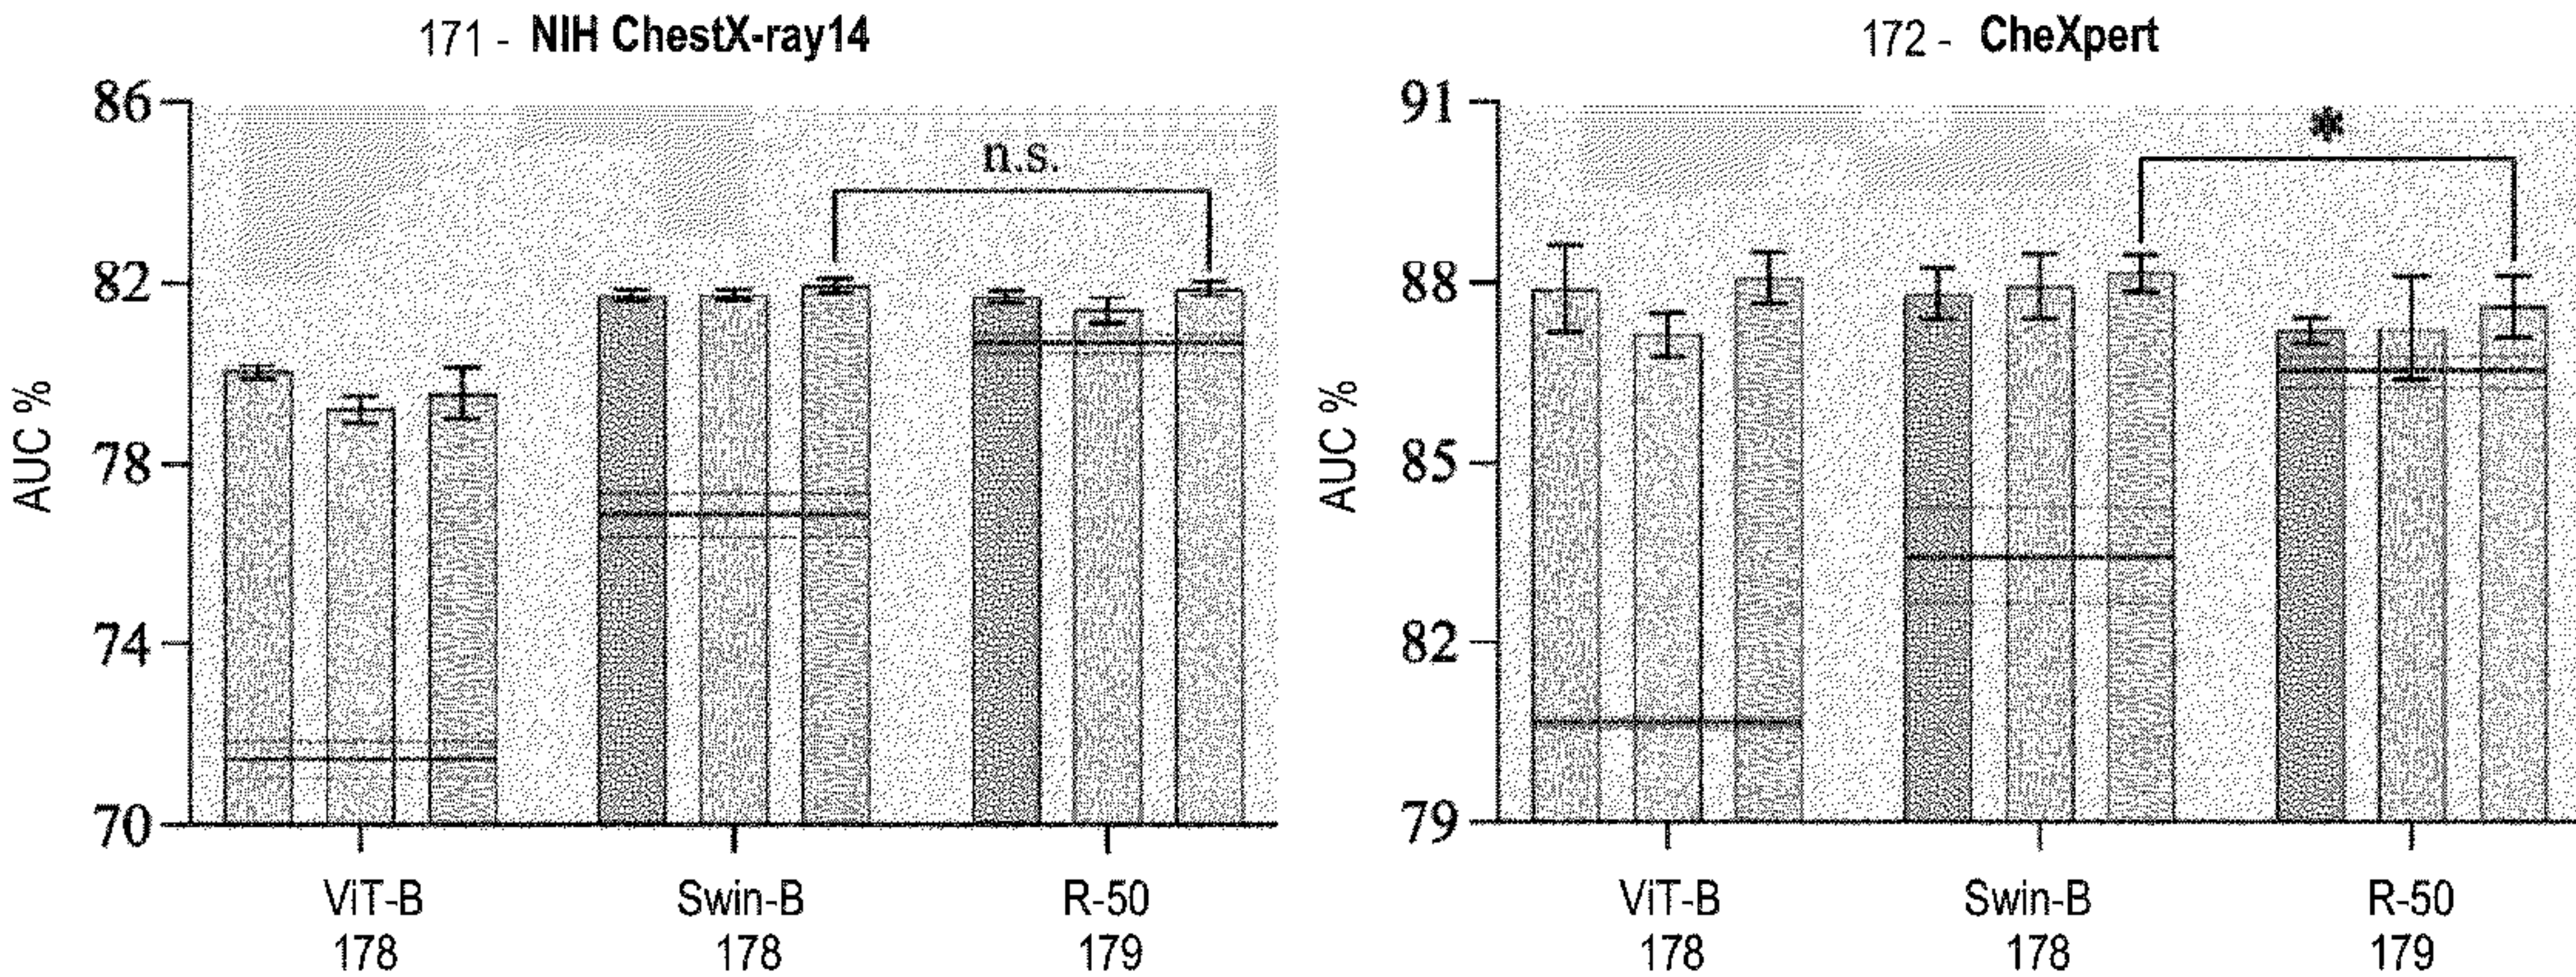 171 - NIH ChestX-ray14
86
82
78
74
70
AUC %
n.s.
ViT-B
178
Swin-B
178
R-50
179
172 - CheXpert
91
88
85
82
79
AUC %
*
ViT-B
178
Swin-B
178
R-50
179